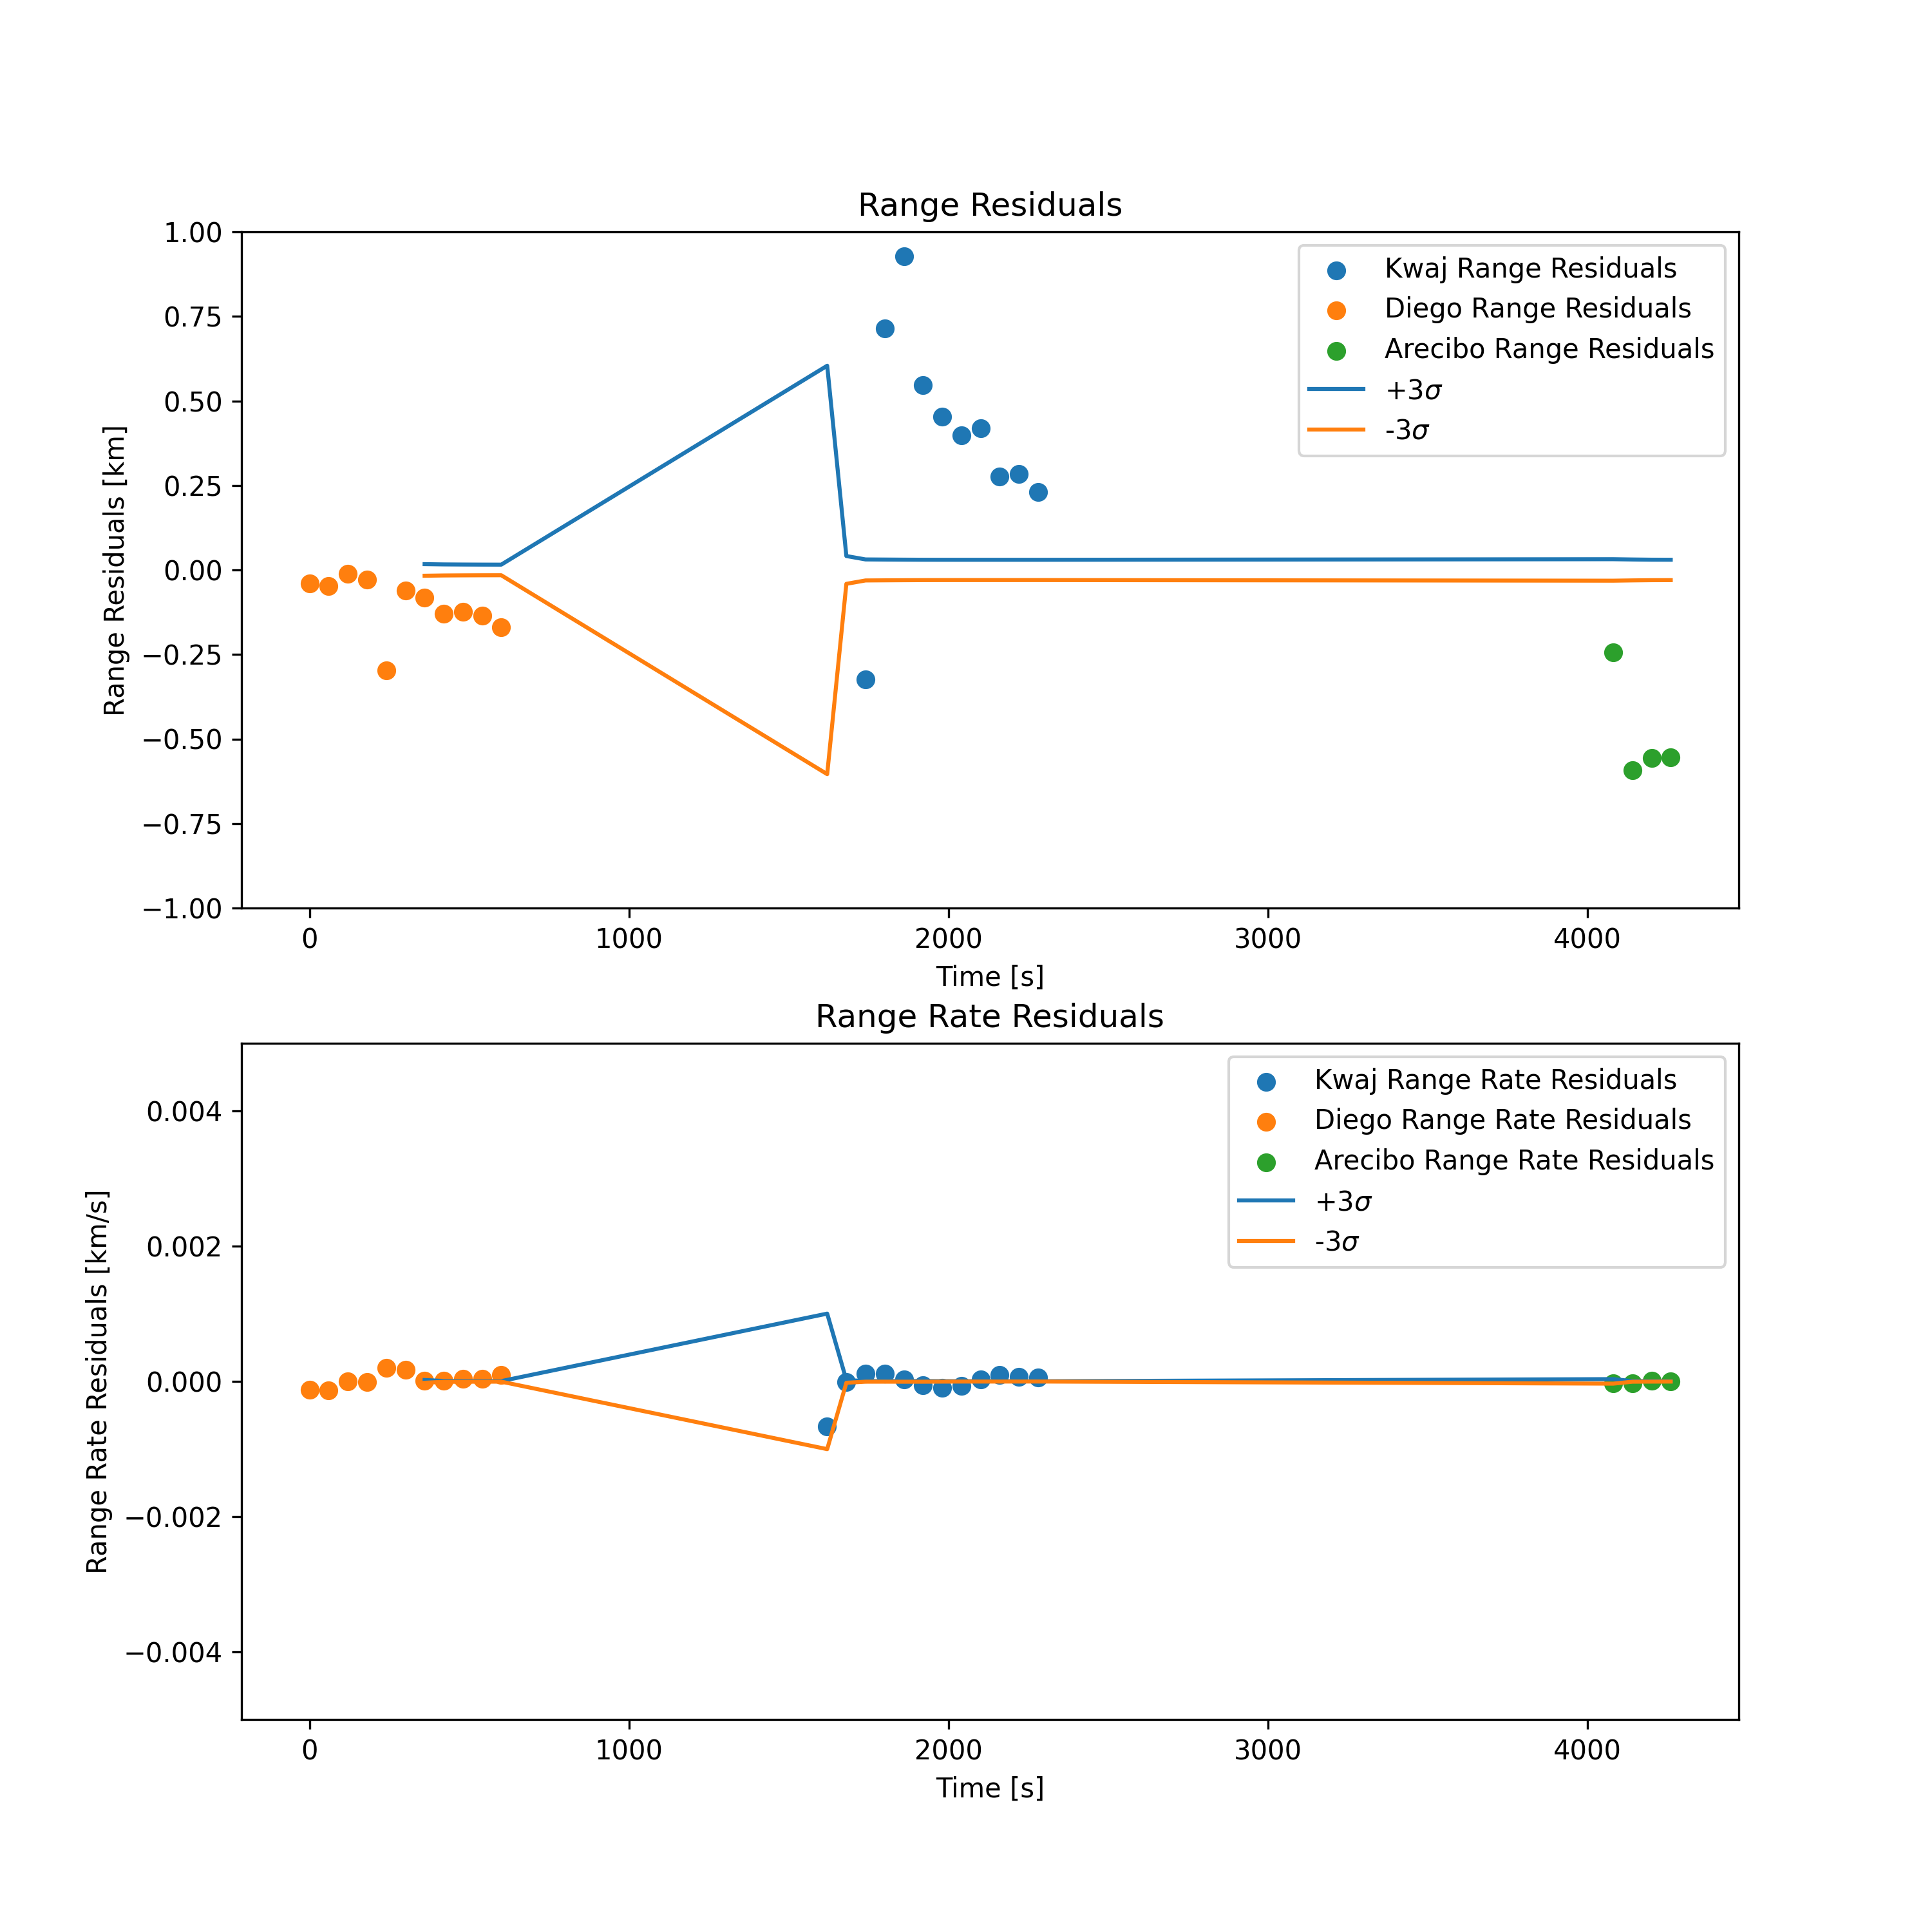 Range Residuals
1.00
0.75
0.50
0.25
0.00
−0.25
−0.50
−0.75
−1.00
Range Residuals [km]
Kwaj Range Residuals
Diego Range Residuals
Arecibo Range Residuals
+3σ
-3σ
0 1000 2000 3000 4000
Time [s]
Range Rate Residuals
0.004
0.002
0.000
−0.002
−0.004
Range Rate Residuals [km/s]
Kwaj Range Rate Residuals
Diego Range Rate Residuals
Arecibo Range Rate Residuals
+3σ
-3σ
0 1000 2000 3000 4000
Time [s]